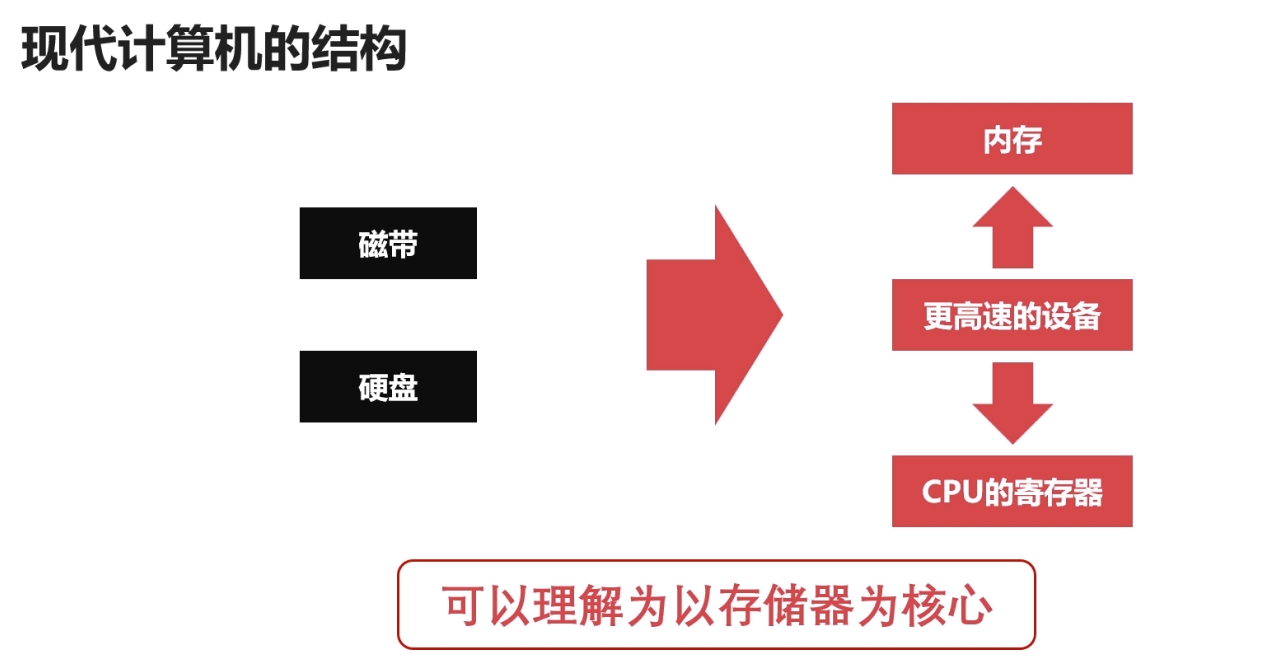 现代计算机的结构
磁带
硬盘
内存
更高速的设备
CPU的寄存器
可以理解为以存储器为核心